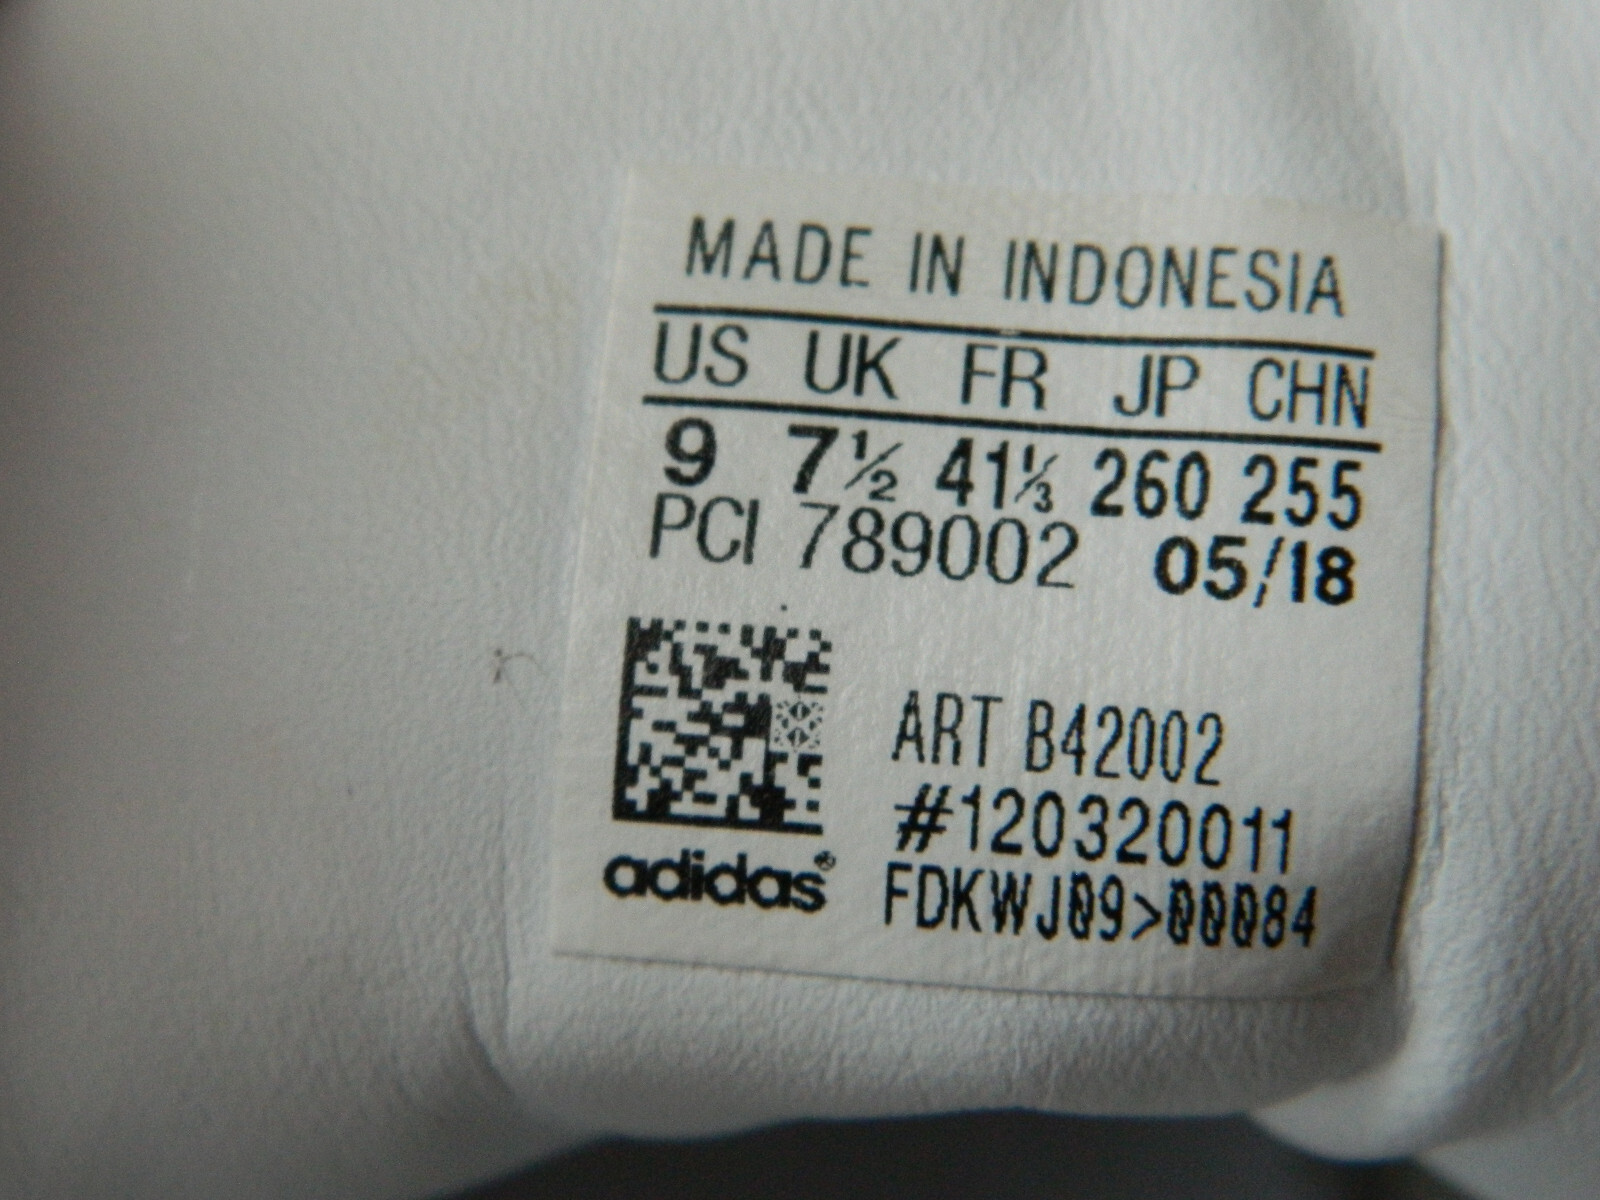 MADE IN INDONESIA
US UK FR JP CHN
9 7½ 41⅓ 260 255
PCI 789002 05/18
ART B42002
#120320011
FDKWJ09>00084
adidas®